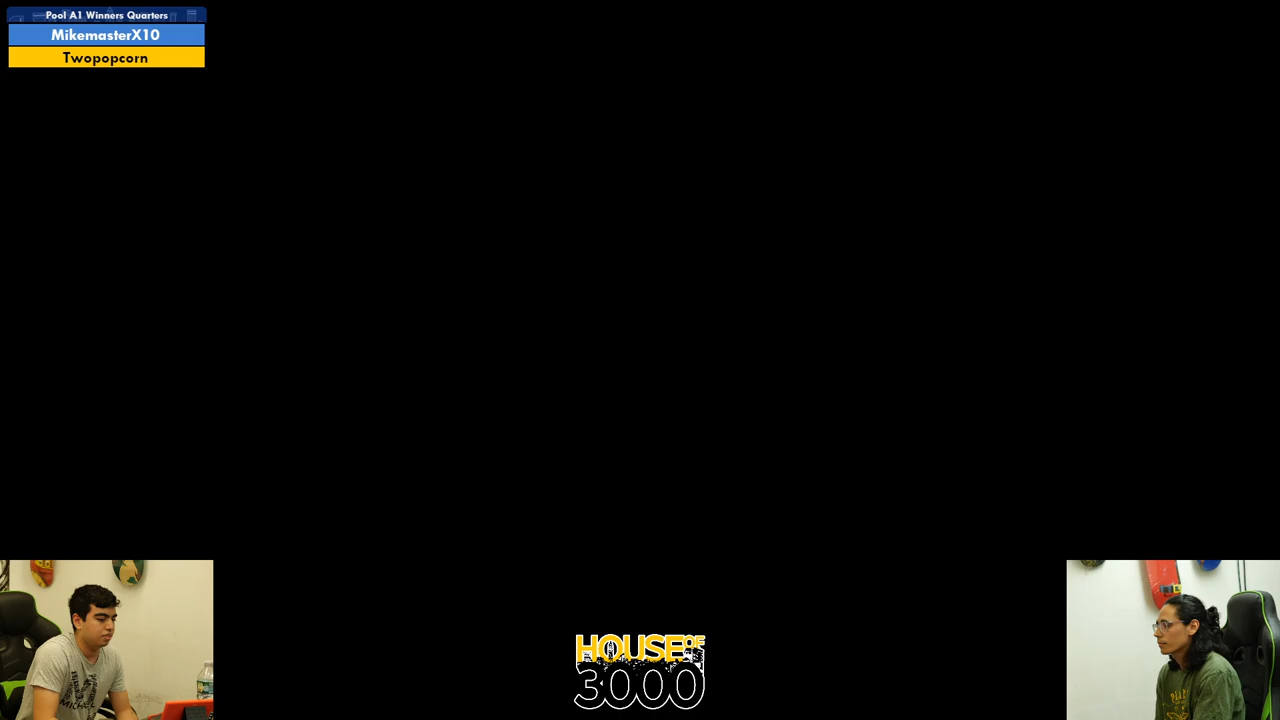 Pool A1 Winners Quarters
MikemasterX10
Twopopcorn
HOUSE OF
3000